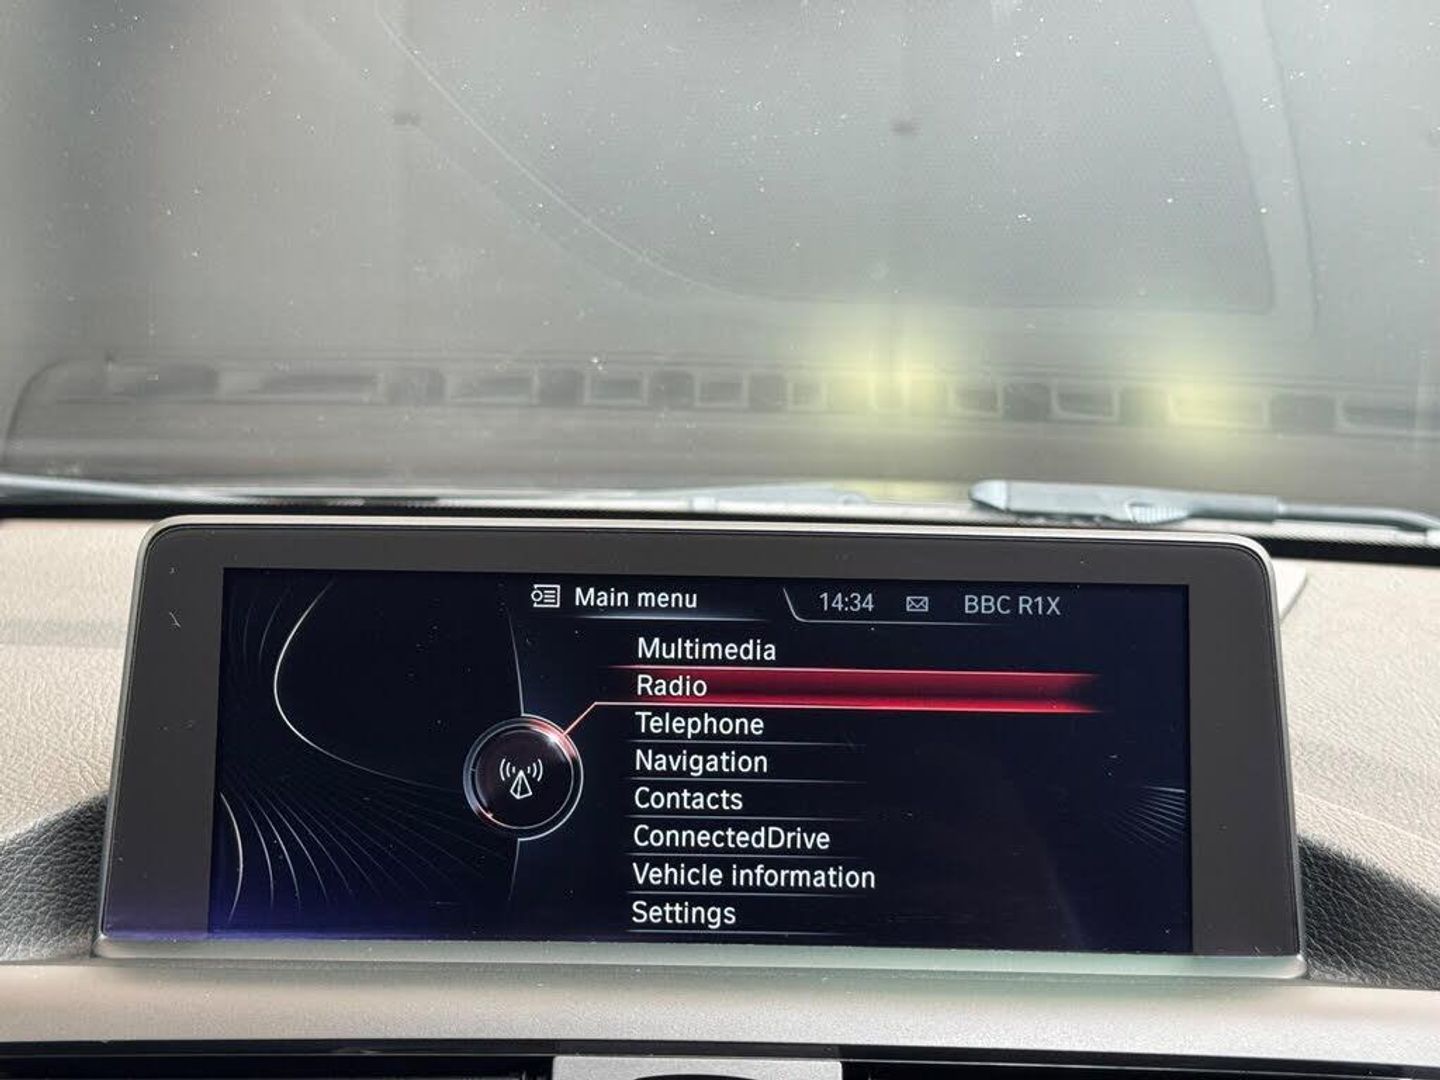 Main menu 14:34 BBC R1X
Multimedia
Radio
Telephone
Navigation
Contacts
ConnectedDrive
Vehicle information
Settings